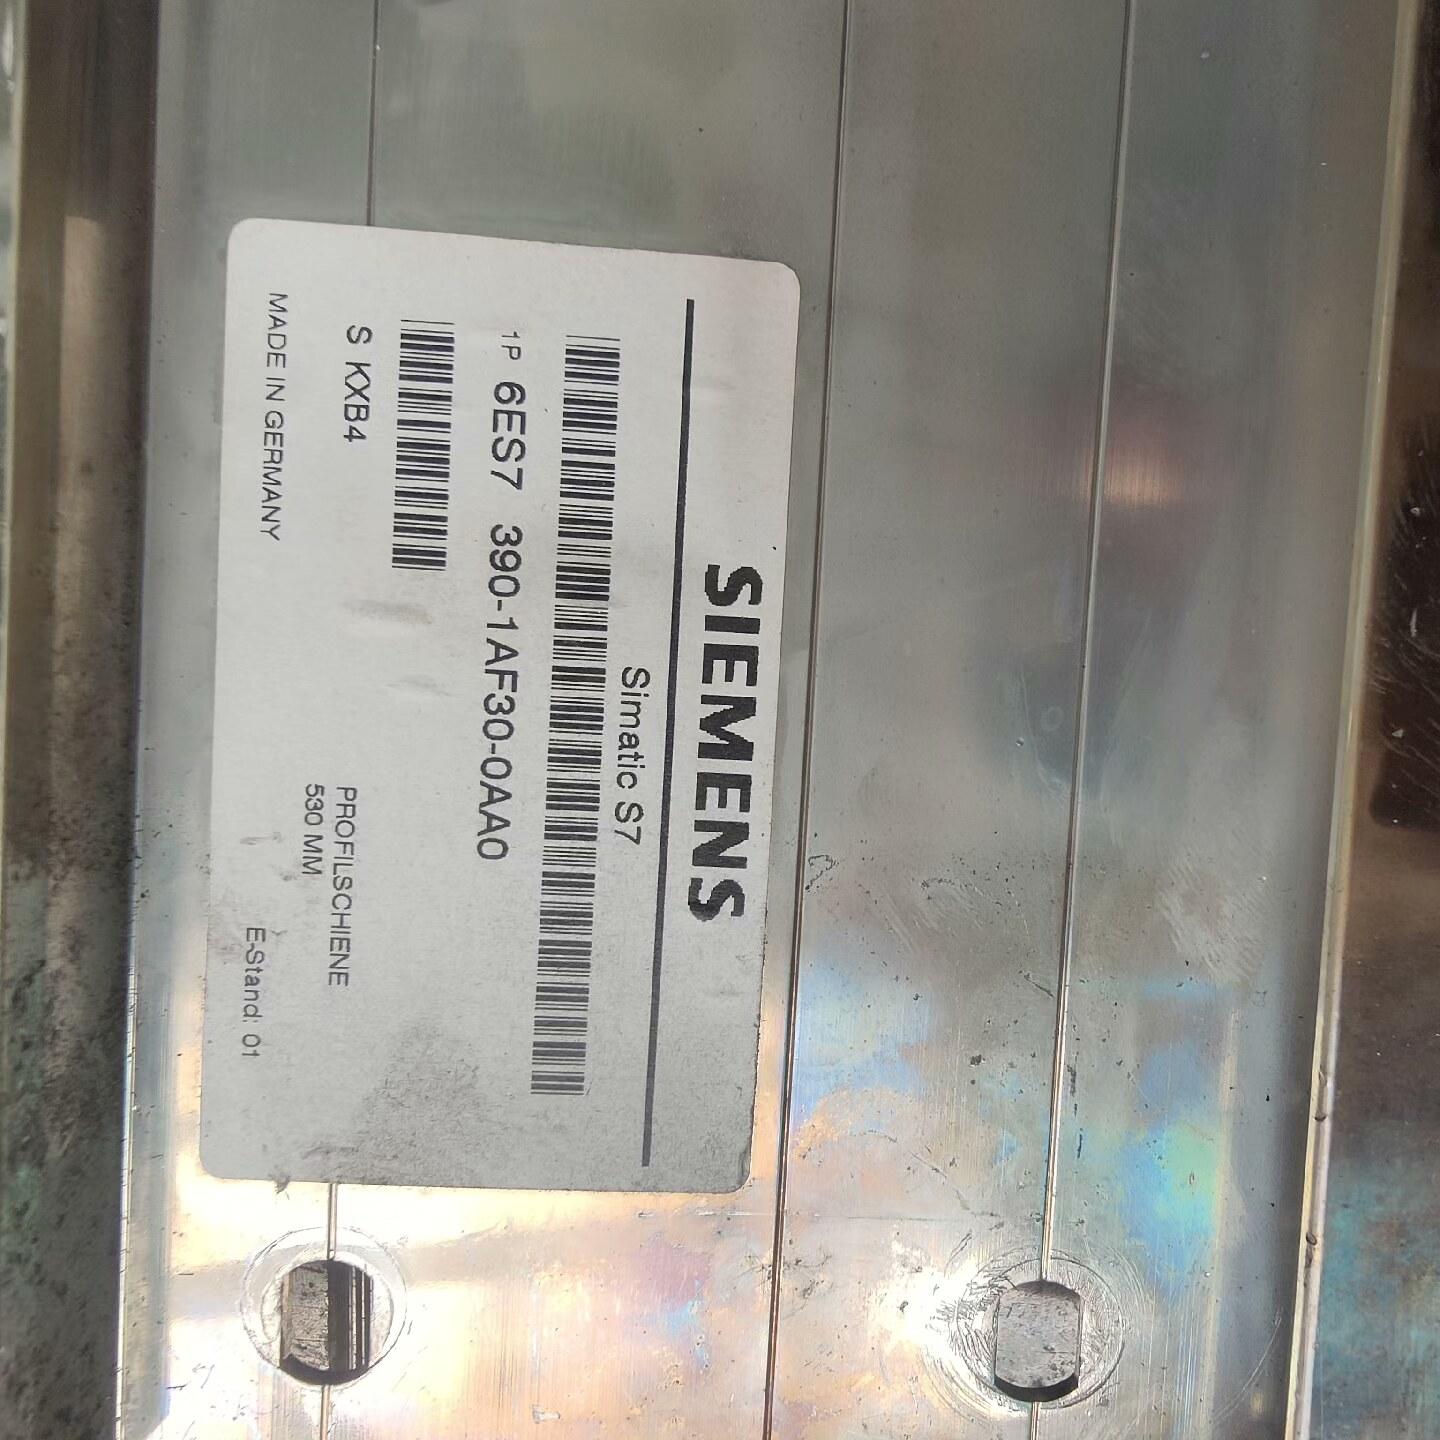 SIEMENS
Simatic S7
1P 6ES7 390-1AF30-0AA0
S KXB4
PROFILSCHIENE
530 MM
MADE IN GERMANY
E-Stand: 01